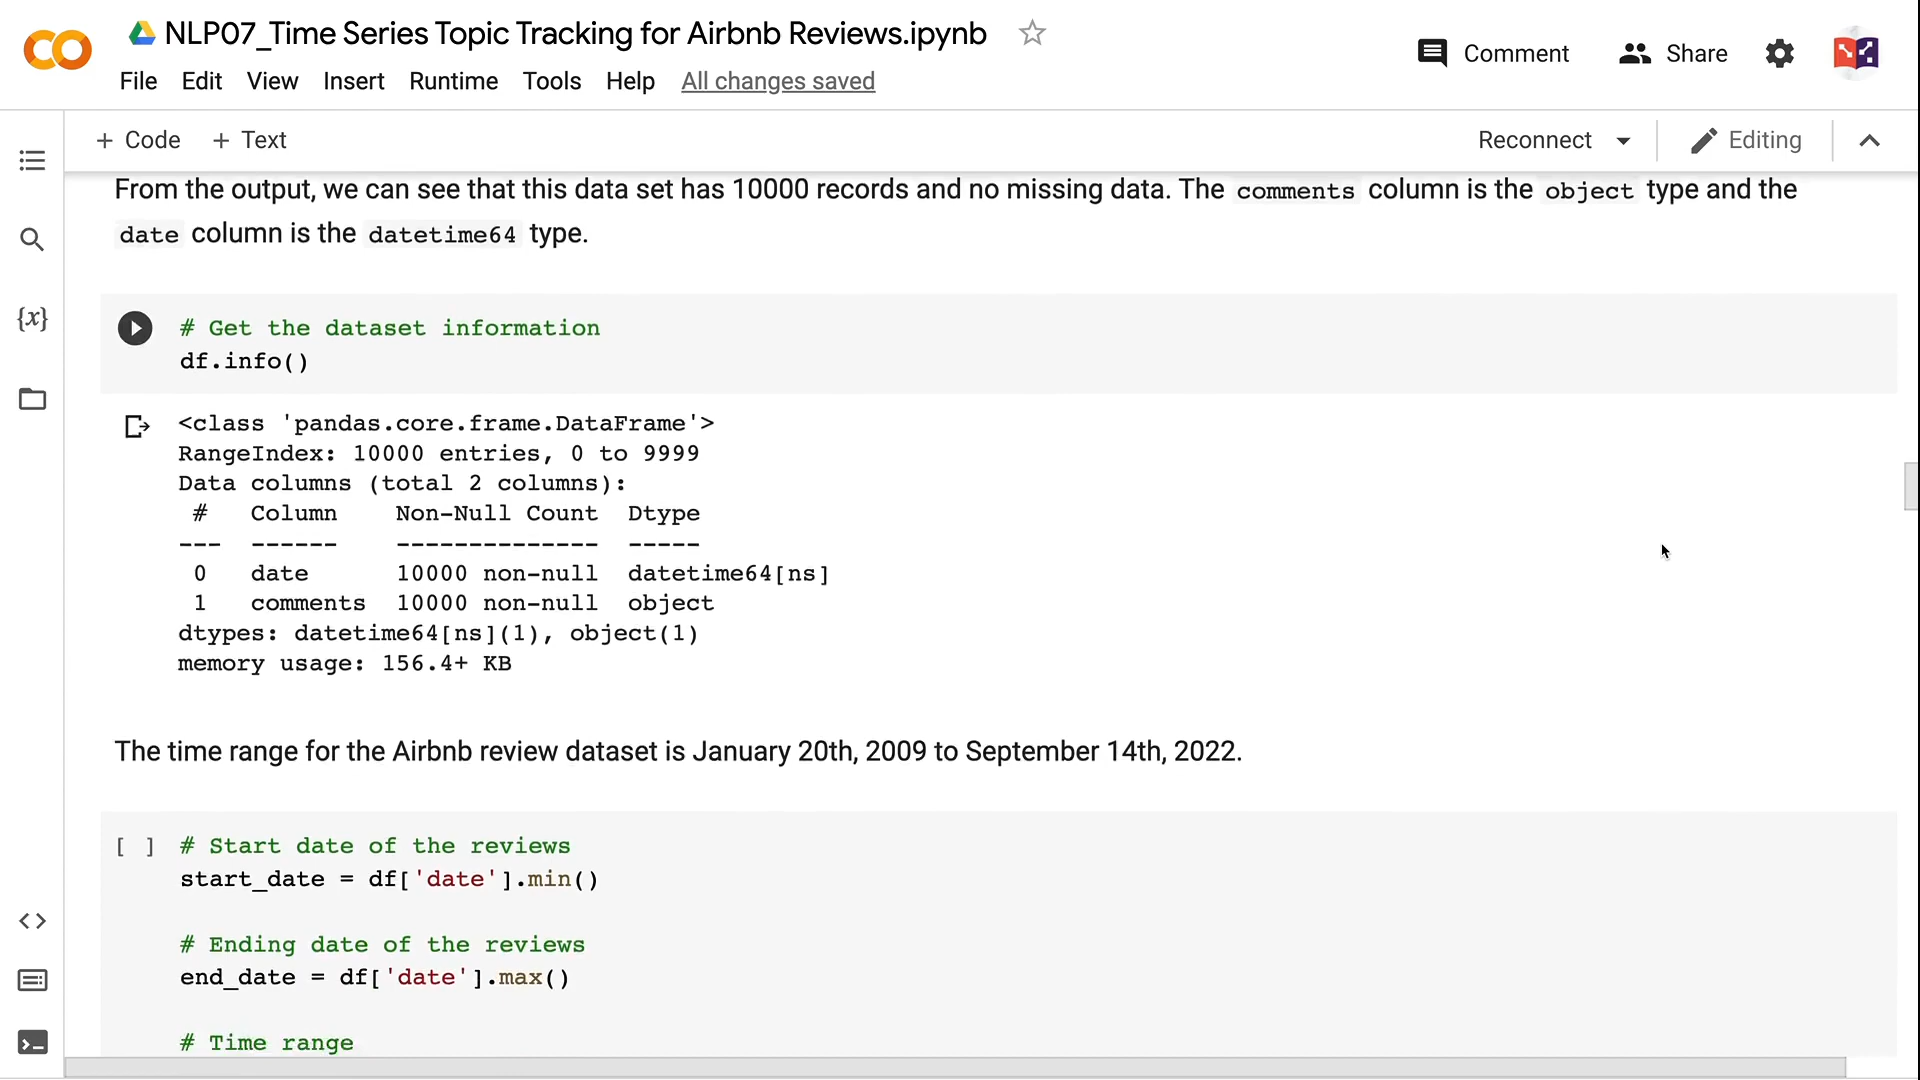 NLP07_Time Series Topic Tracking for Airbnb Reviews.ipynb
Comment
Share
File Edit View Insert Runtime Tools Help All changes saved
+ Code + Text
Reconnect
Editing
From the output, we can see that this data set has 10000 records and no missing data. The comments column is the object type and the
date column is the datetime64 type.
{x}
# Get the dataset information
df.info()
<class 'pandas.core.frame.DataFrame'>
RangeIndex: 10000 entries, 0 to 9999
Data columns (total 2 columns):
# Column Non-Null Count Dtype
--- ------ -------------- -----
0 date 10000 non-null datetime64[ns]
1 comments 10000 non-null object
dtypes: datetime64[ns](1), object(1)
memory usage: 156.4+ KB
The time range for the Airbnb review dataset is January 20th, 2009 to September 14th, 2022.
[ ] # Start date of the reviews
start_date = df['date'].min()
# Ending date of the reviews
end_date = df['date'].max()
# Time range